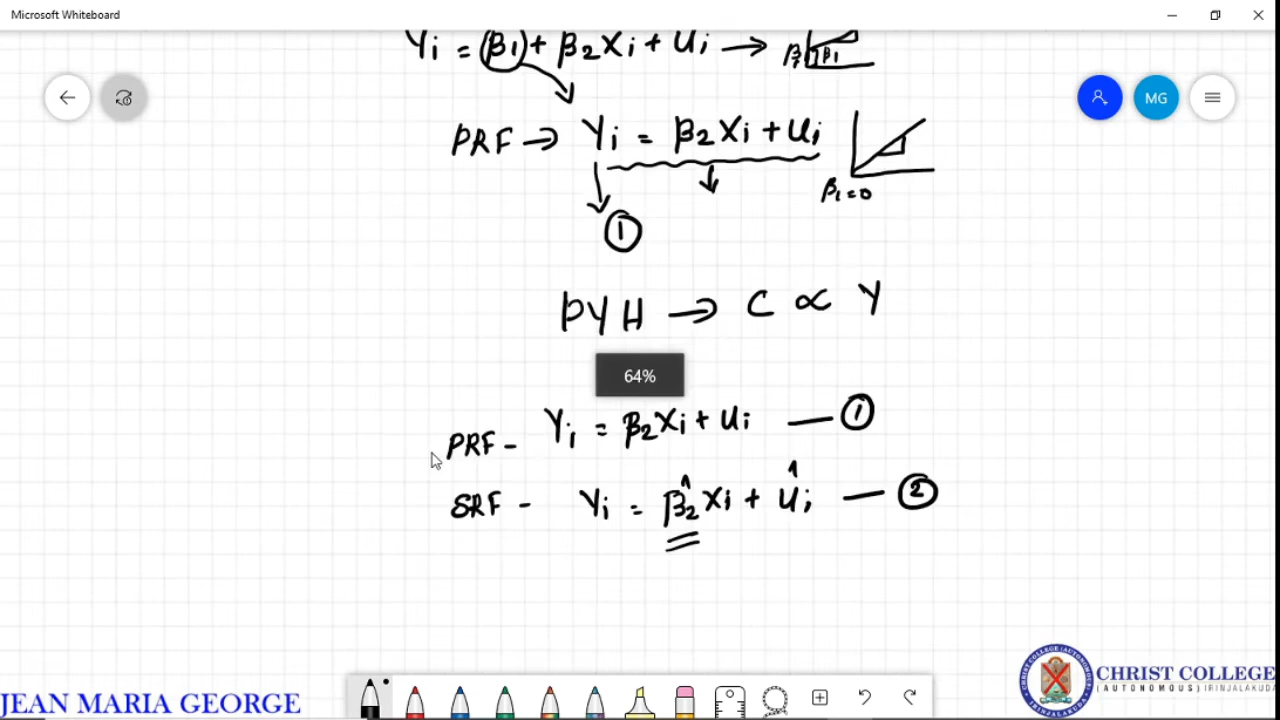 Microsoft Whiteboard
Yi = β1 + β2Xi + Ui →
β1
β1
MG
PRF → Yi = β2Xi + Ui
β1 = 0
①
PYH → C ∝ Y
64%
PRF - Yi = β2Xi + Ui — ①
SRF - Yi = β̂2Xi + Ûi — ②
JEAN MARIA GEORGE
CHRIST COLLEGE
(AUTONOMOUS) IRINJALAKUDA